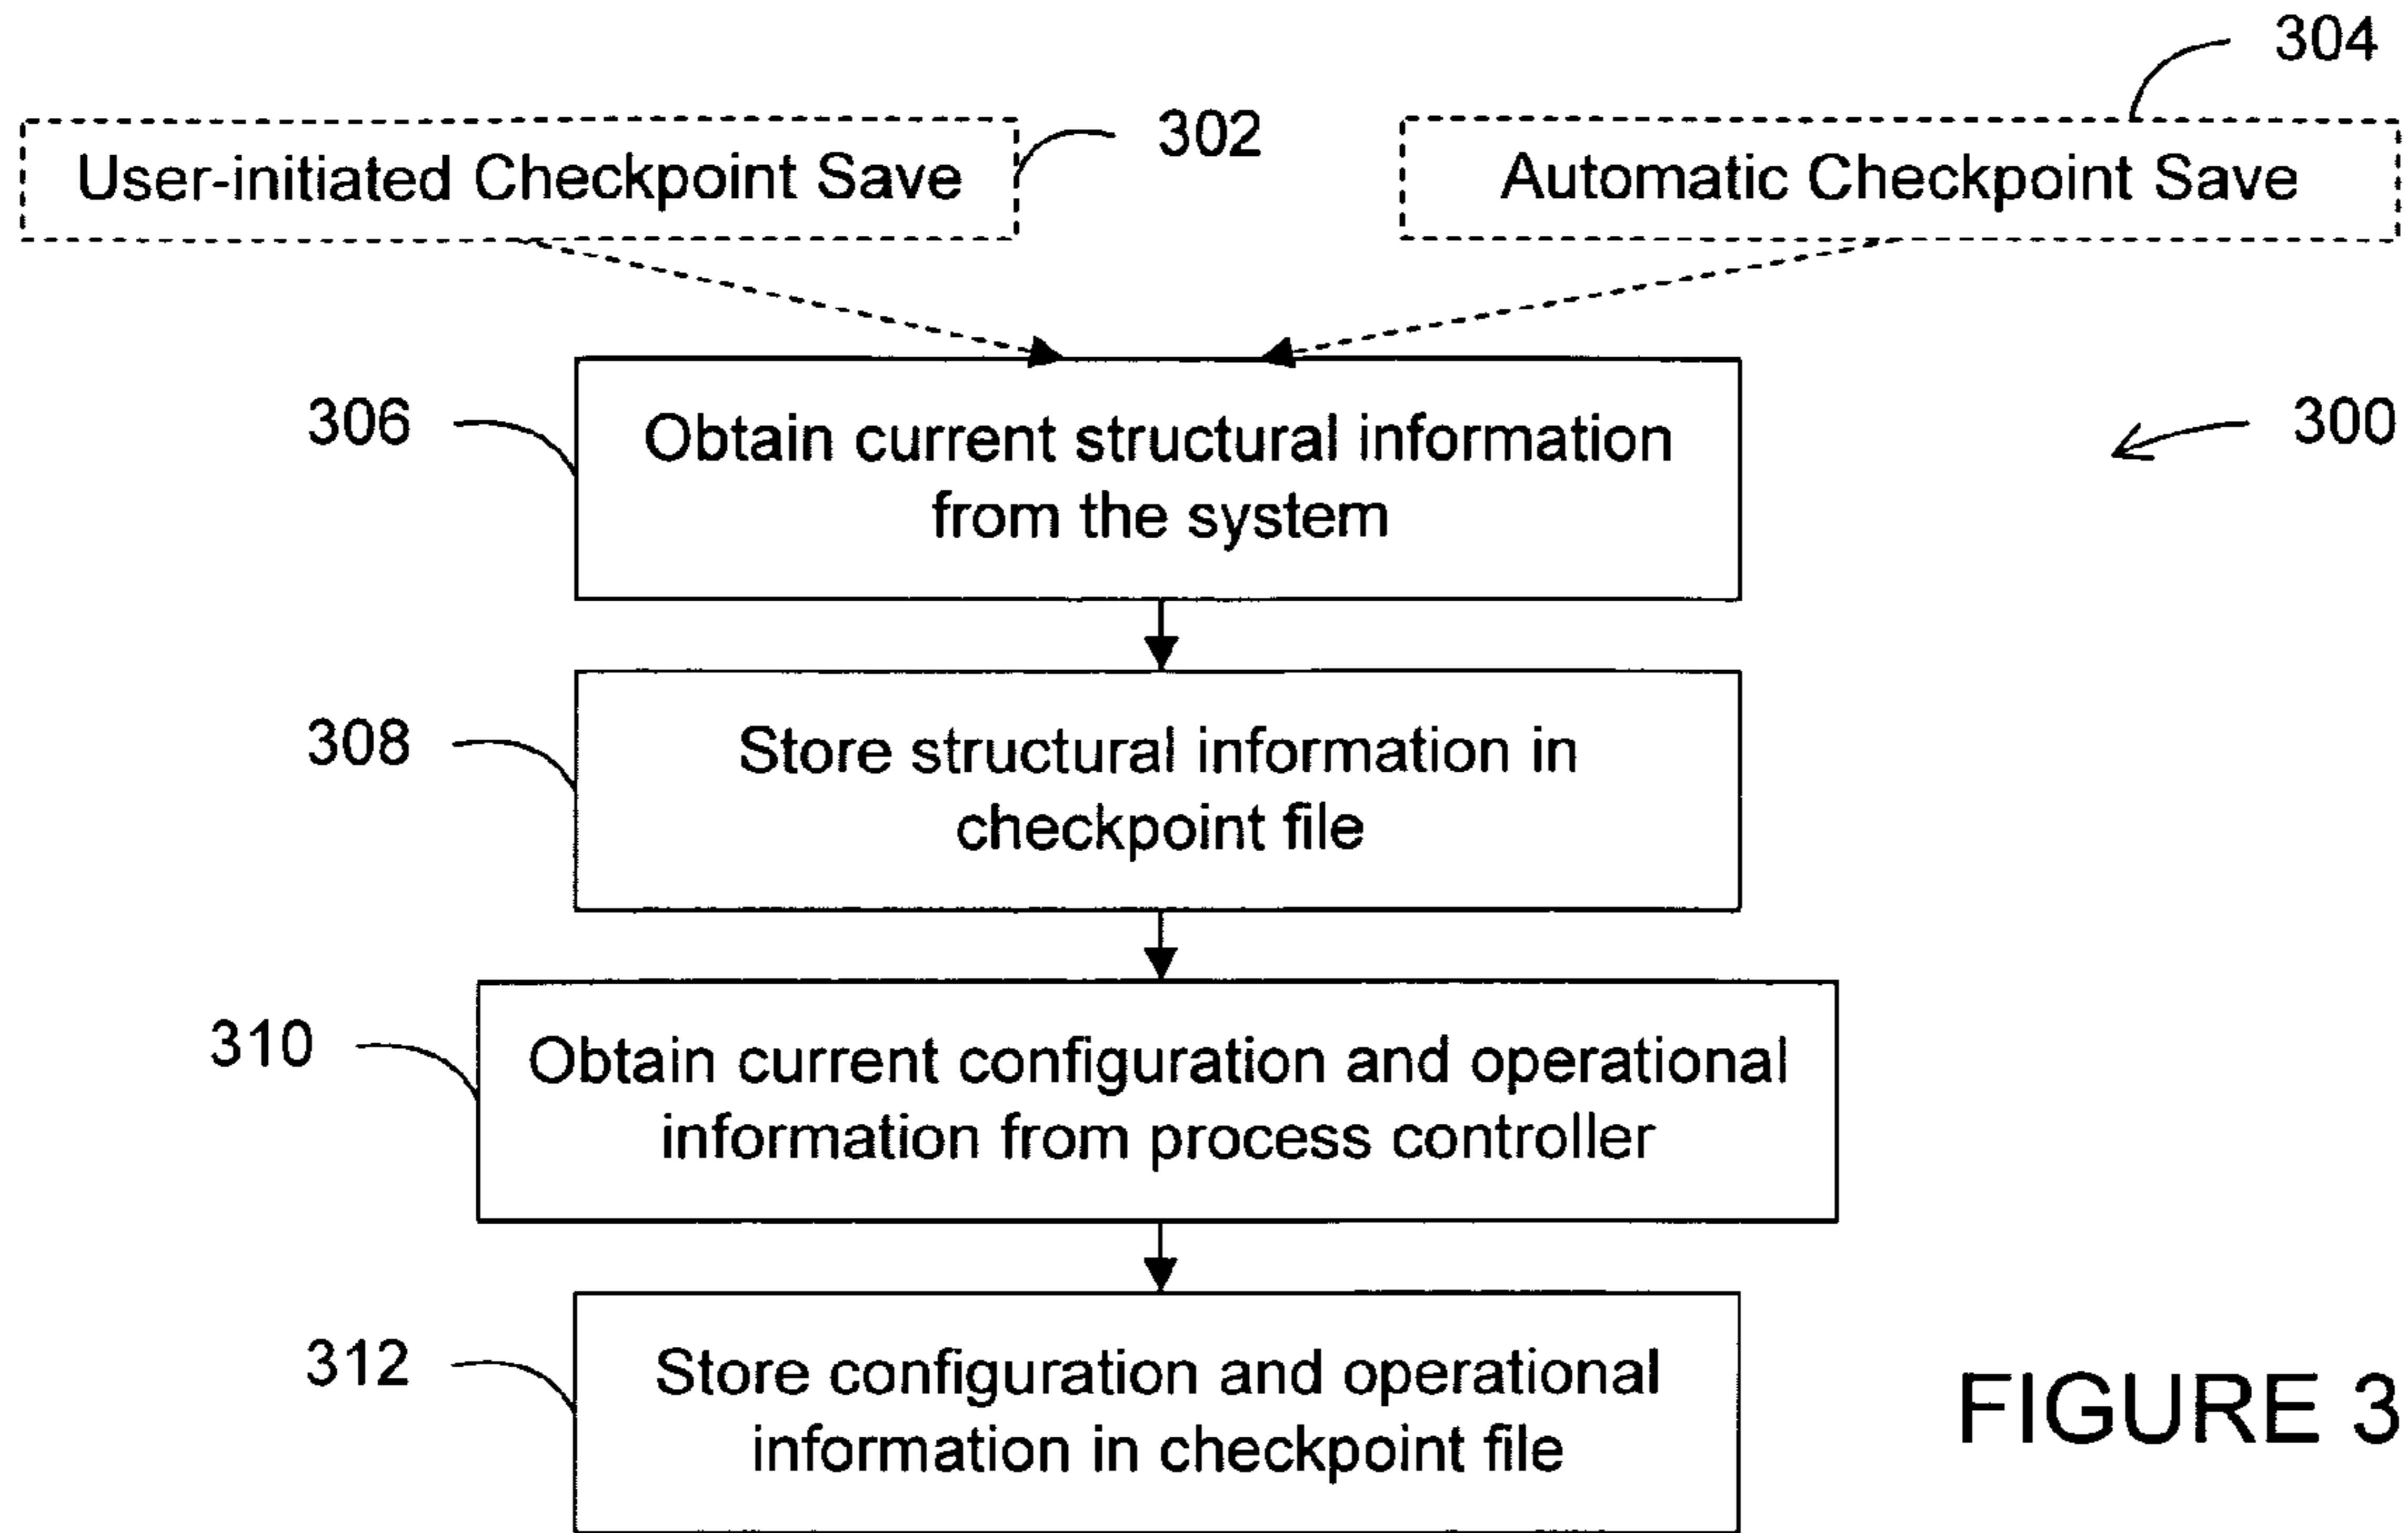 304
302
User-initiated Checkpoint Save
Automatic Checkpoint Save
306
300
Obtain current structural information
from the system
308
Store structural information in
checkpoint file
310
Obtain current configuration and operational
information from process controller
312
Store configuration and operational
information in checkpoint file
FIGURE 3